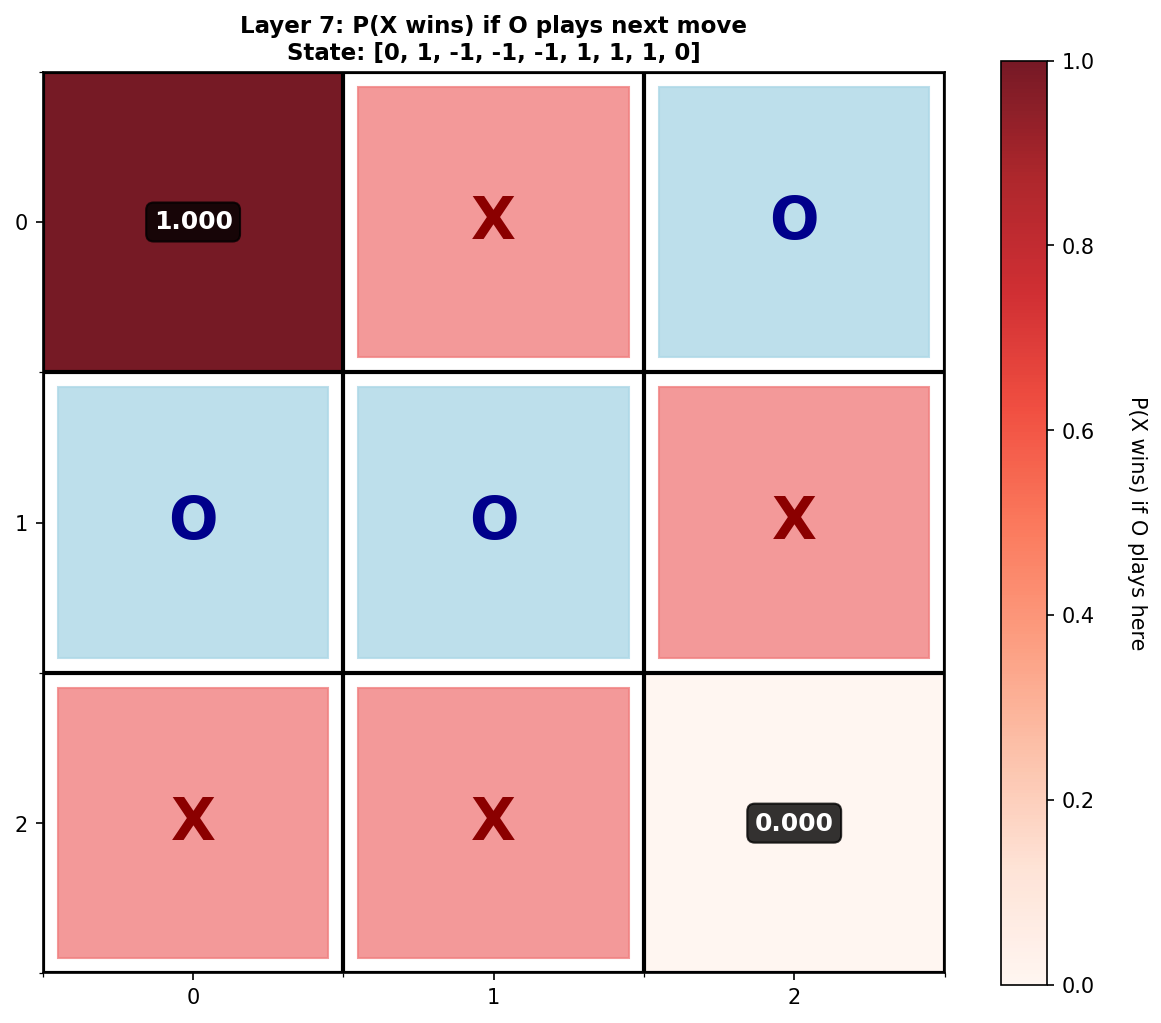 Layer 7: P(X wins) if O plays next move
State: [0, 1, -1, -1, -1, 1, 1, 1, 0]
0
1.000
X
O
1
O
O
X
2
X
X
0.000
0
1
2
1.0
0.8
0.6
0.4
0.2
0.0
P(X wins) if O plays here